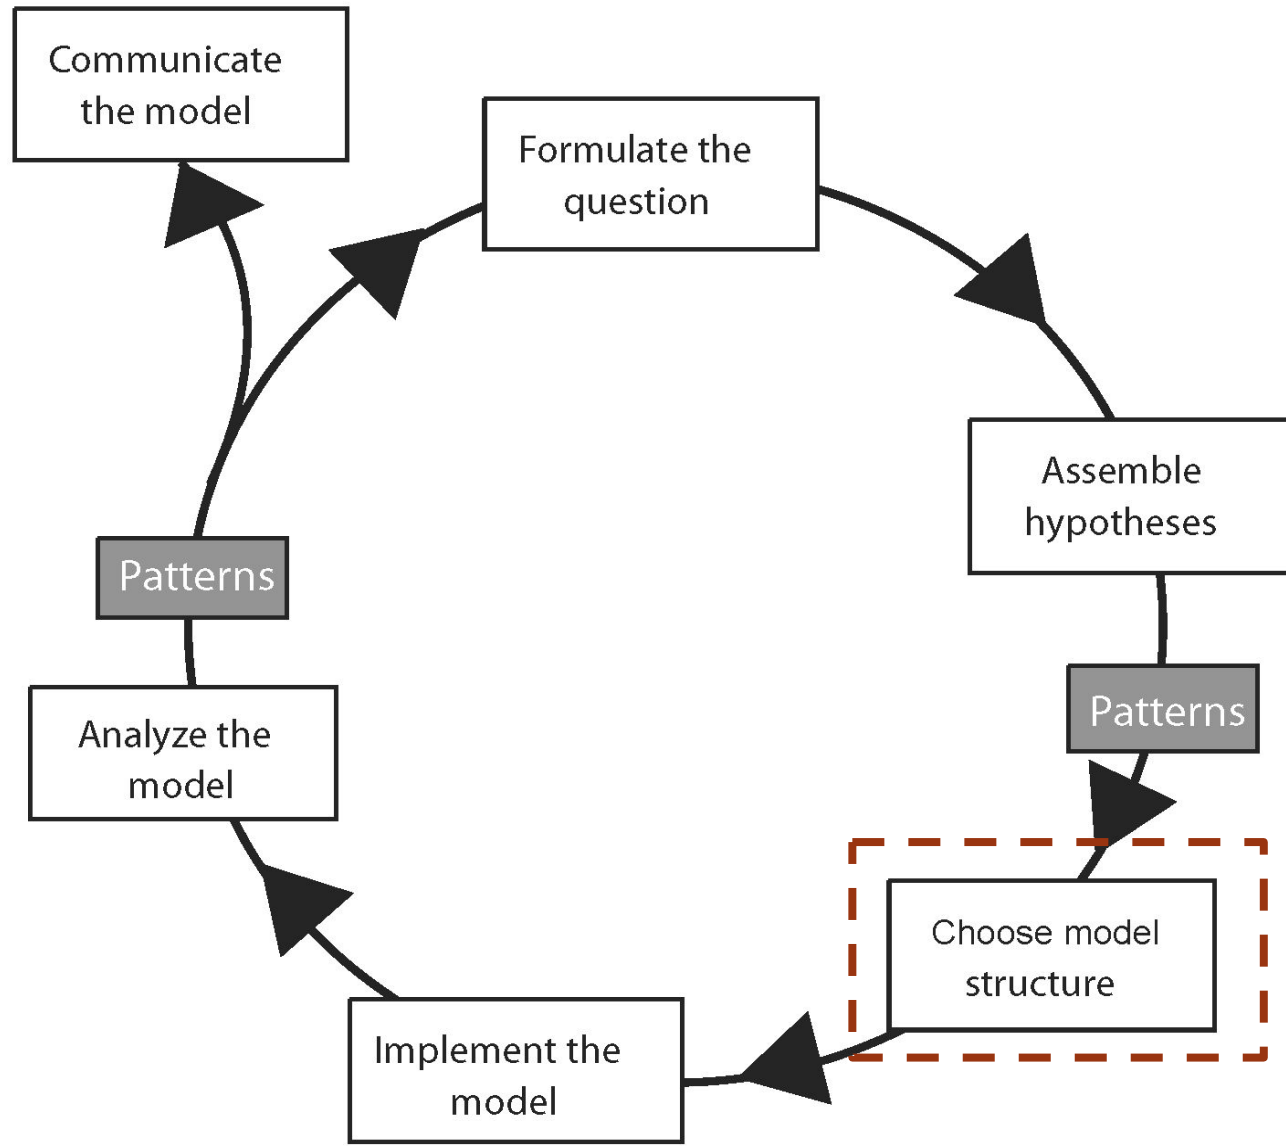 Communicate
the model
Formulate the
question
Assemble
hypotheses
Patterns
Choose model
structure
Implement the
model
Analyze the
model
Patterns